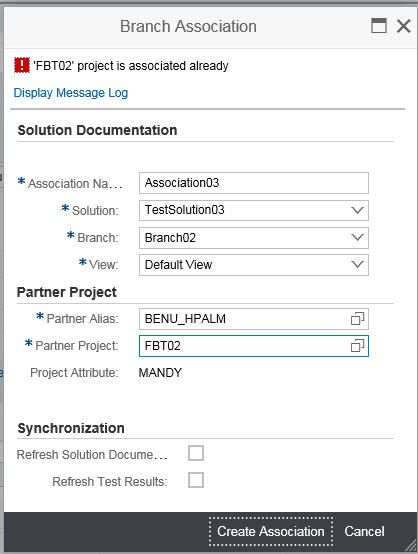 Branch Association
'FBT02' project is associated already
Display Message Log
Solution Documentation
*Association Na... Association03
*Solution: TestSolution03
*Branch: Branch02
*View: Default View
Partner Project
*Partner Alias: BENU_HPALM
*Partner Project: FBT02
Project Attribute: MANDY
Synchronization
Refresh Solution Docume...
Refresh Test Results:
Create Association Cancel